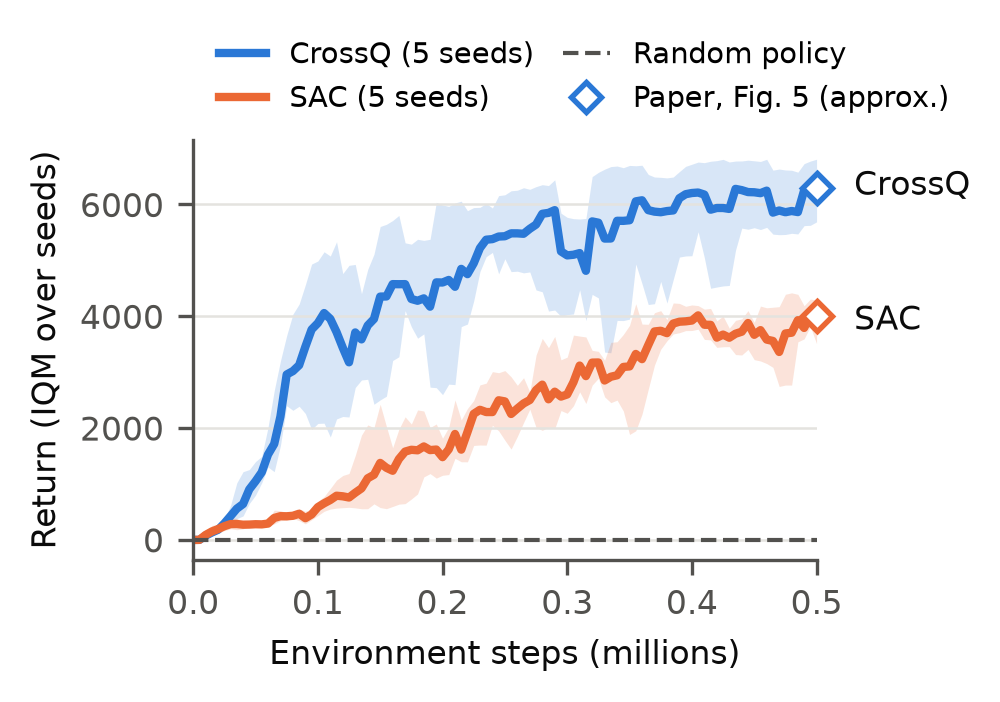 CrossQ (5 seeds)
SAC (5 seeds)
Random policy
Paper, Fig. 5 (approx.)
Return (IQM over seeds)
6000
4000
2000
0
CrossQ
SAC
0.0 0.1 0.2 0.3 0.4 0.5
Environment steps (millions)